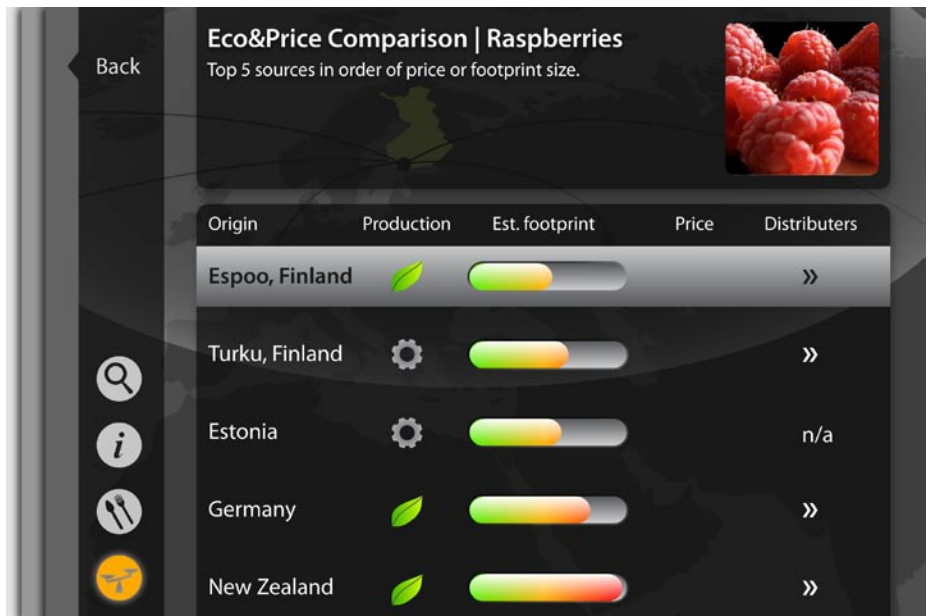 Back
Eco&Price Comparison | Raspberries
Top 5 sources in order of price or footprint size.
Origin Production Est. footprint Price Distributers
Espoo, Finland »
Turku, Finland »
Estonia n/a
Germany »
New Zealand »
i